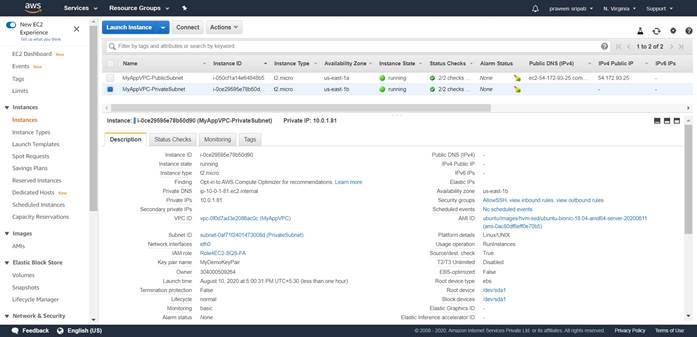 aws Services Resource Groups praveen sripati N. Virginia Support
New EC2 Experience
Tell us what you think
EC2 Dashboard New
Events New
Tags
Limits
Instances
Instances
Instance Types
Launch Templates
Spot Requests
Savings Plans
Reserved Instances
Dedicated Hosts New
Scheduled Instances
Capacity Reservations
Images
AMIs
Elastic Block Store
Volumes
Snapshots
Lifecycle Manager
Network & Security
Launch Instance Connect Actions
Filter by tags and attributes or search by keyword 1 to 2 of 2
Name Instance ID Instance Type Availability Zone Instance State Status Checks Alarm Status Public DNS (IPv4) IPv4 Public IP IPv6 IPs
MyAppVPC-PublicSubnet i-050cf1a14e64848b5 t2.micro us-east-1a running 2/2 checks ... None ec2-54-172-93-25.com... 54.172.93.25 -
MyAppVPC-PrivateSubnet i-0ce29595e78b50d... t2.micro us-east-1b running 2/2 checks ... None - -
Instance: i-0ce29595e78b50d90 (MyAppVPC-PrivateSubnet) Private IP: 10.0.1.81
Description Status Checks Monitoring Tags
Instance ID i-0ce29595e78b50d90 Public DNS (IPv4) -
Instance state running IPv4 Public IP -
Instance type t2.micro IPv6 IPs -
Finding Opt-in to AWS Compute Optimizer for recommendations. Learn more Elastic IPs
Private DNS ip-10-0-1-81.ec2.internal Availability zone us-east-1b
Private IPs 10.0.1.81 Security groups AllowSSH. view inbound rules. view outbound rules
Secondary private IPs Scheduled events No scheduled events
VPC ID vpc-0f0d7ad3e2086ac0c (MyAppVPC) AMI ID ubuntu/images/hvm-ssd/ubuntu-bionic-18.04-amd64-server-20200611
(ami-0ac80df6eff0e70b5)
Subnet ID subnet-0af71f2401473006d (PrivateSubnet) Platform details Linux/UNIX
Network interfaces eth0 Usage operation RunInstances
IAM role Role4EC2-SQS-FA Source/dest. check True
Key pair name MyDemoKeyPair T2/T3 Unlimited Disabled
Owner 304000509264 EBS-optimized False
Launch time August 10, 2020 at 5:00:31 PM UTC+5:30 (less than one hour) Root device type ebs
Termination protection False Root device /dev/sda1
Lifecycle normal Block devices /dev/sda1
Monitoring basic Elastic Graphics ID -
Alarm status None Elastic Inference accelerator ID -
Feedback English (US) © 2008 - 2020, Amazon Internet Services Private Ltd. or its affiliates. All rights reserved. Privacy Policy Terms of Use